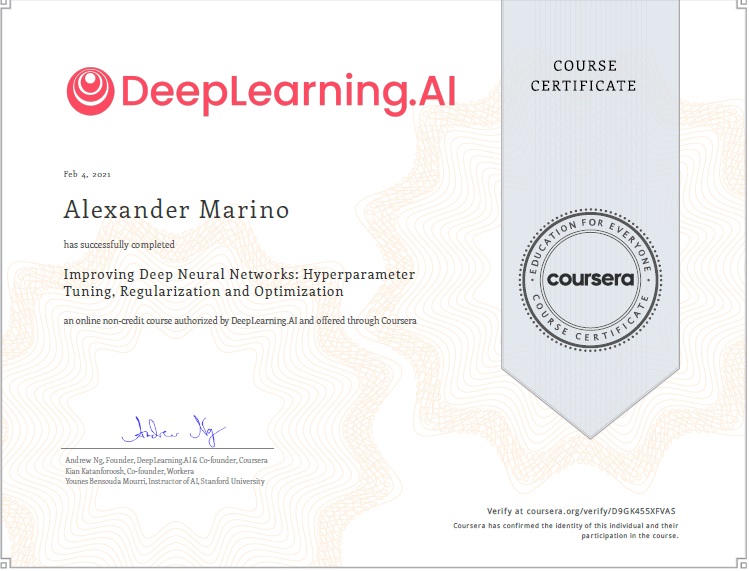 DeepLearning.AI
COURSE
CERTIFICATE
Feb 4, 2021
Alexander Marino
has successfully completed
Improving Deep Neural Networks: Hyperparameter
Tuning, Regularization and Optimization
an online non-credit course authorized by DeepLearning.AI and offered through Coursera
EDUCATION FOR EVERYONE
coursera
COURSE CERTIFICATE
Andrew Ng
Andrew Ng, Founder, DeepLearning.AI & Co-founder, Coursera
Kian Katanforoosh, Co-founder, Workera
Younes Bensouda Mourri, Instructor of AI, Stanford University
Verify at coursera.org/verify/D9GK455XFVAS
Coursera has confirmed the identity of this individual and their
participation in the course.